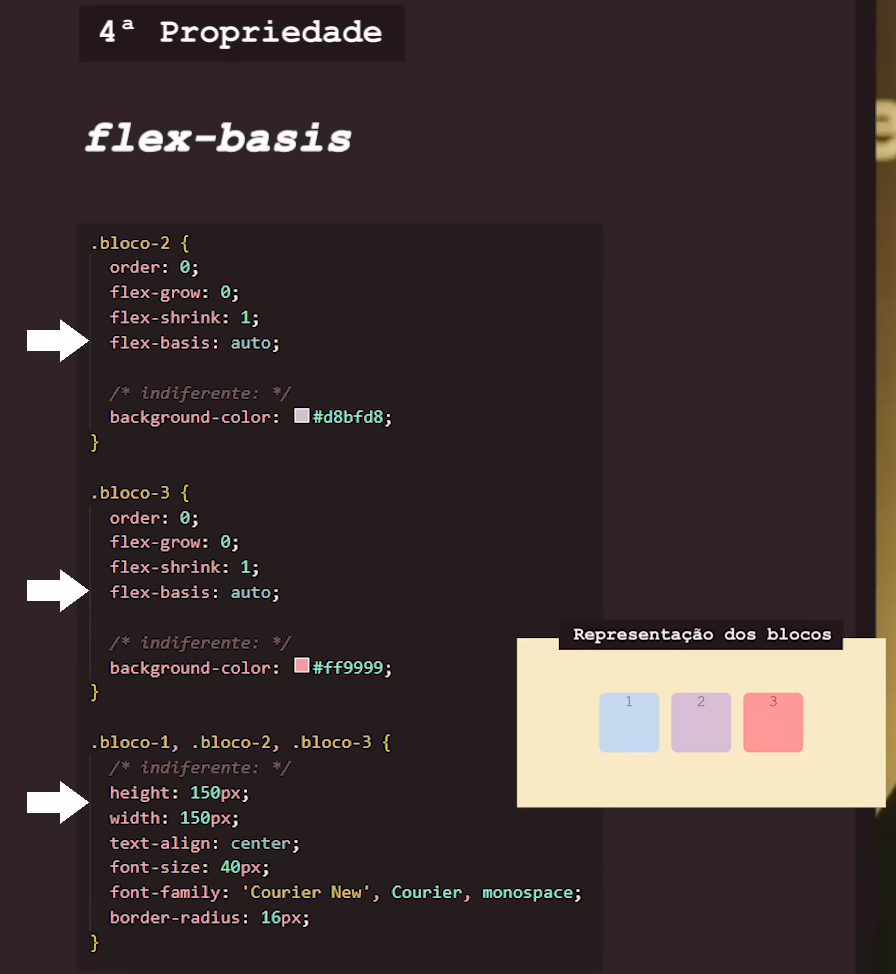 4ª Propriedade
flex-basis
.bloco-2 {
order: 0;
flex-grow: 0;
flex-shrink: 1;
flex-basis: auto;
/* indiferente: */
background-color: #d8bfd8;
}
.bloco-3 {
order: 0;
flex-grow: 0;
flex-shrink: 1;
flex-basis: auto;
/* indiferente: */
background-color: #ff9999;
}
.bloco-1, .bloco-2, .bloco-3 {
/* indiferente: */
height: 150px;
width: 150px;
text-align: center;
font-size: 40px;
font-family: 'Courier New', Courier, monospace;
border-radius: 16px;
}
Representação dos blocos
1 2 3